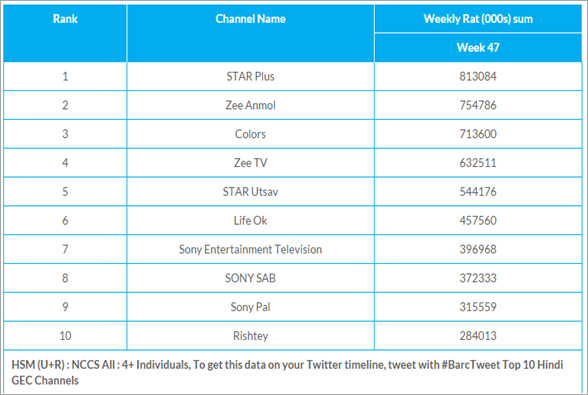 Rank Channel Name Weekly Rat (000s) sum
Week 47
1 STAR Plus 813084
2 Zee Anmol 754786
3 Colors 713600
4 Zee TV 632511
5 STAR Utsav 544176
6 Life Ok 457560
7 Sony Entertainment Television 396968
8 SONY SAB 372333
9 Sony Pal 315559
10 Rishtey 284013
HSM (U+R) : NCCS All : 4+ Individuals, To get this data on your Twitter timeline, tweet with #BarcTweet Top 10 Hindi
GEC Channels